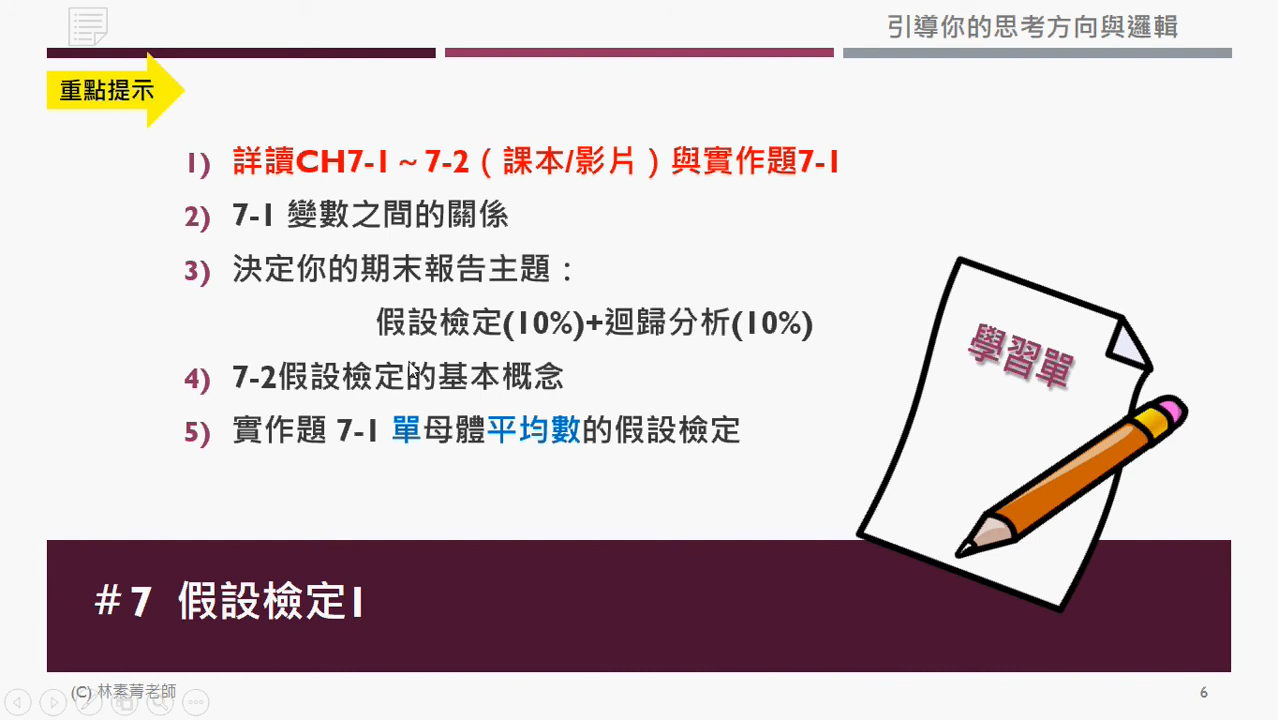 引導你的思考方向與邏輯
重點提示
1) 詳讀CH7-1～7-2（課本/影片）與實作題7-1
2) 7-1 變數之間的關係
3) 決定你的期末報告主題：
假設檢定(10%)+迴歸分析(10%)
4) 7-2假設檢定的基本概念
5) 實作題 7-1 單母體平均數的假設檢定
學習單
＃7 假設檢定1
(C) 林素菁老師
6